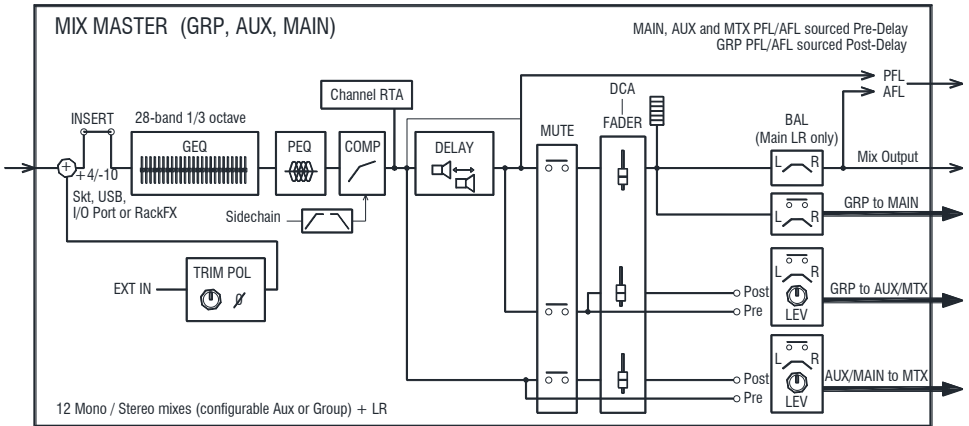 MIX MASTER (GRP, AUX, MAIN)
MAIN, AUX and MTX PFL/AFL sourced Pre-Delay
GRP PFL/AFL sourced Post-Delay
PFL
AFL
Channel RTA
DCA
FADER
INSERT
28-band 1/3 octave
GEQ
PEQ
COMP
DELAY
MUTE
BAL
(Main LR only)
L R
Mix Output
+
+4/-10
Skt, USB,
I/O Port or RackFX
Sidechain
GRP to MAIN
L R
TRIM POL
EXT IN
L R
GRP to AUX/MTX
Post
Pre
LEV
L R
AUX/MAIN to MTX
Post
Pre
LEV
12 Mono / Stereo mixes (configurable Aux or Group) + LR